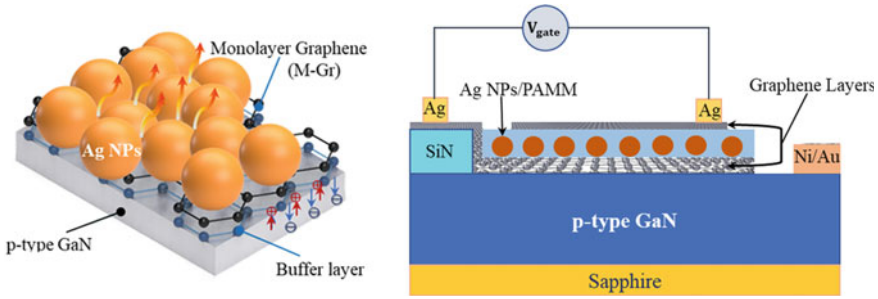 Monolayer Graphene
(M-Gr)
Ag NPs
p-type GaN
Buffer layer
V gate
Ag
Ag NPs/PAMM
Ag
Graphene Layers
SiN
Ni/Au
p-type GaN
Sapphire